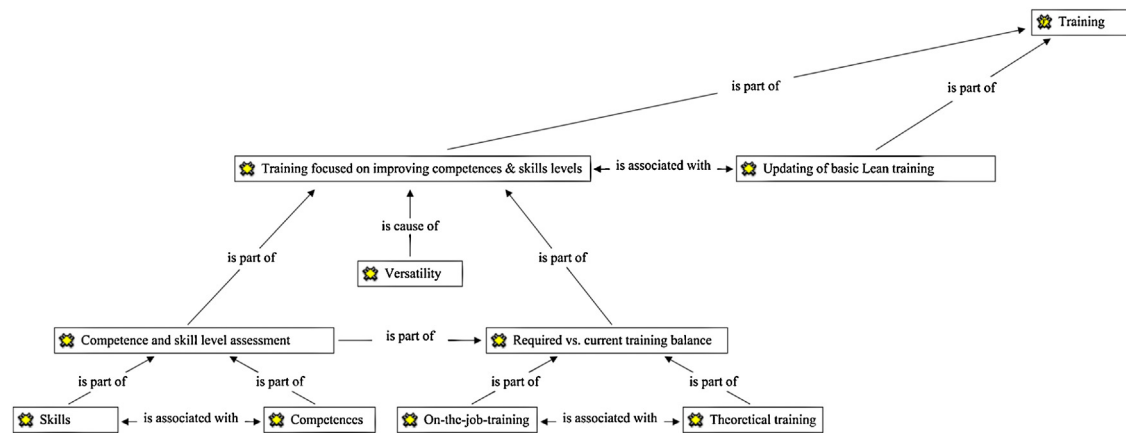 Training
is part of
is part of
Training focused on improving competences & skills levels
is associated with
Updating of basic Lean training
is cause of
is part of
is part of
Versatility
Competence and skill level assessment
is part of
Required vs. current training balance
is part of
is part of
is part of
is part of
Skills
is associated with
Competences
On-the-job-training
is associated with
Theoretical training